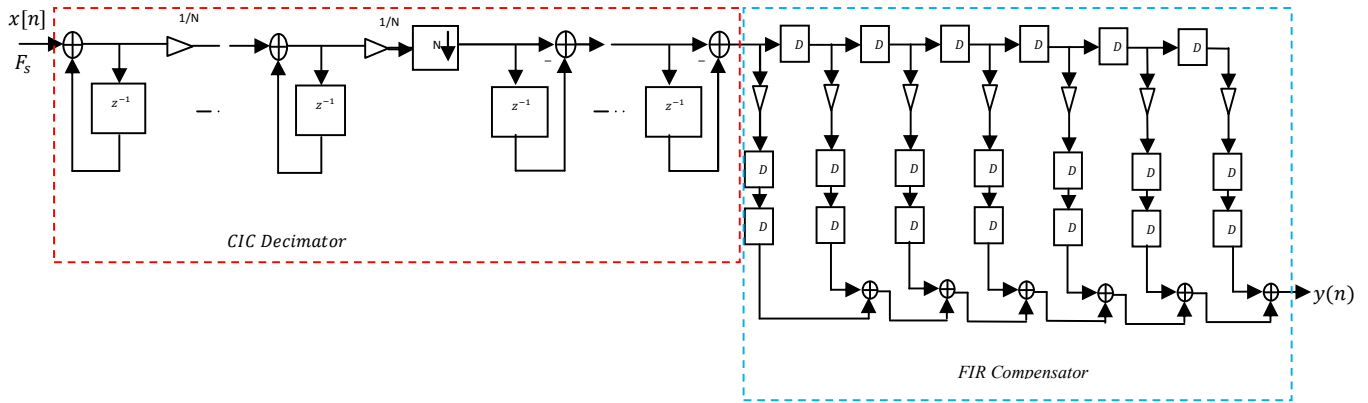 x[n]
F_s
1/N
1/N
N
z^{-1}
z^{-1}
z^{-1}
z^{-1}
−
−
CIC Decimator
D D D D D D
D D D D D D D
D D D D D D D
y(n)
FIR Compensator